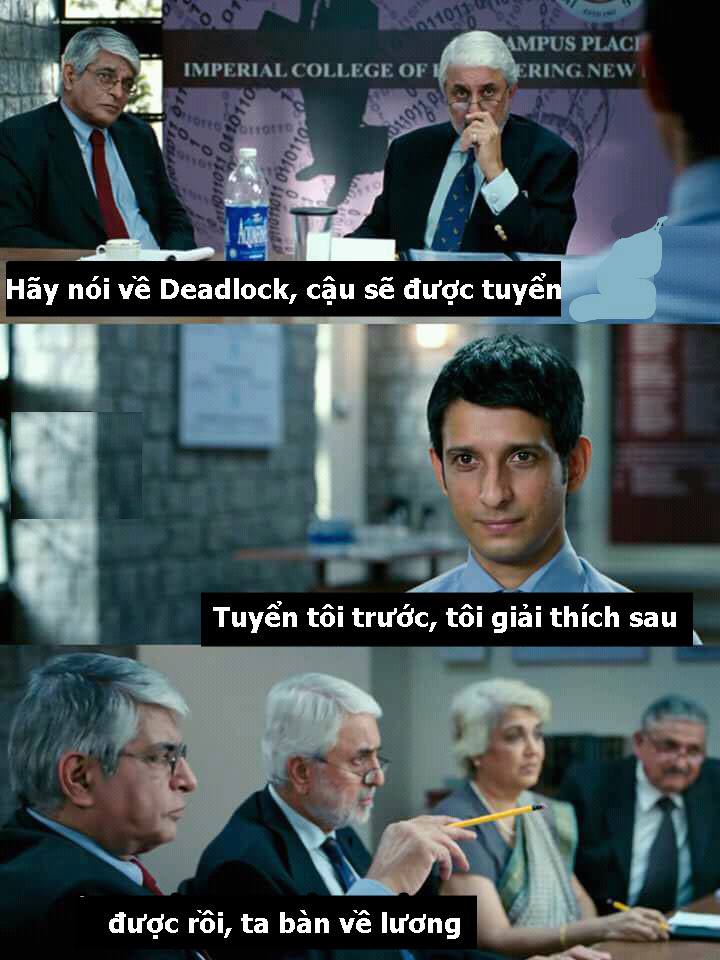 AMPUS PLAC
IMPERIAL COLLEGE OF ERING NEW
AQUAFINA
Hãy nói về Deadlock, cậu sẽ được tuyển
Tuyển tôi trước, tôi giải thích sau
được rồi, ta bàn về lương